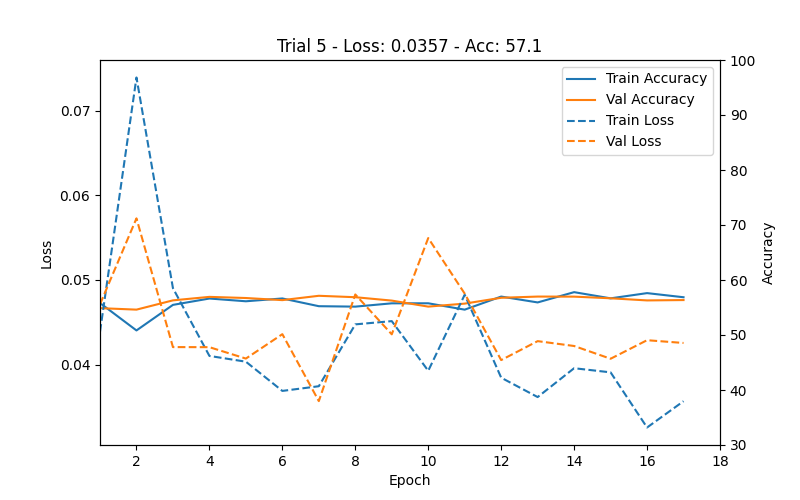 Trial 5 - Loss: 0.0357 - Acc: 57.1
Train Accuracy
Val Accuracy
Train Loss
Val Loss
0.07
0.06
0.05
0.04
Loss
100
90
80
70
60
50
40
30
Accuracy
2 4 6 8 10 12 14 16 18
Epoch